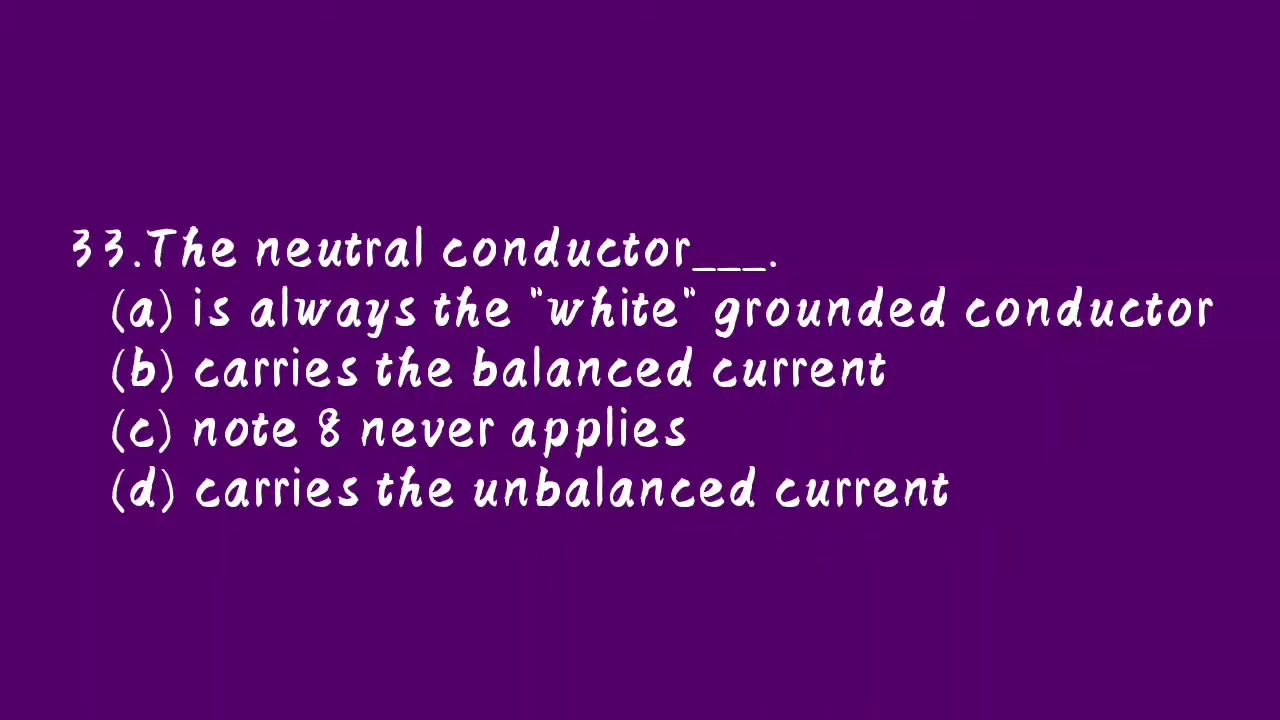 33.The neutral conductor___.
(a) is always the "white" grounded conductor
(b) carries the balanced current
(c) note 8 never applies
(d) carries the unbalanced current